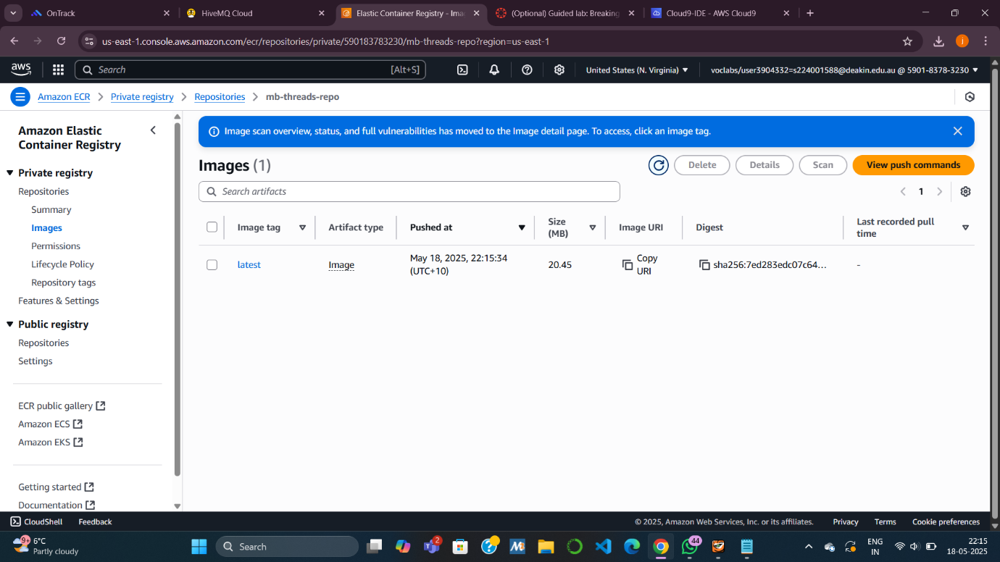 OnTrack
HiveMQ Cloud
Elastic Container Registry - Ima
(Optional) Guided lab: Breaking
Cloud9-IDE - AWS Cloud9
us-east-1.console.aws.amazon.com/ecr/repositories/private/590183783230/mb-threads-repo?region=us-east-1
j
aws
Search
[Alt+S]
United States (N. Virginia)
voclabs/user3904332=s224001588@deakin.edu.au @ 5901-8378-3230
Amazon ECR
Private registry
Repositories
mb-threads-repo
Amazon Elastic
Container Registry
Private registry
Repositories
Summary
Images
Permissions
Lifecycle Policy
Repository tags
Features & Settings
Public registry
Repositories
Settings
ECR public gallery
Amazon ECS
Amazon EKS
Getting started
Documentation
Image scan overview, status, and full vulnerabilities has moved to the Image detail page. To access, click an image tag.
Images (1)
Delete
Details
Scan
View push commands
Search artifacts
1
Image tag
Artifact type
Pushed at
Size
(MB)
Image URI
Digest
Last recorded pull
time
latest
Image
May 18, 2025, 22:15:34
(UTC+10)
20.45
Copy
URI
sha256:7ed283edc07c64…
-
CloudShell
Feedback
© 2025, Amazon Web Services, Inc. or its affiliates.
Privacy
Terms
Cookie preferences
9+
6°C
Partly cloudy
Search
2
44
ENG
IN
22:15
18-05-2025